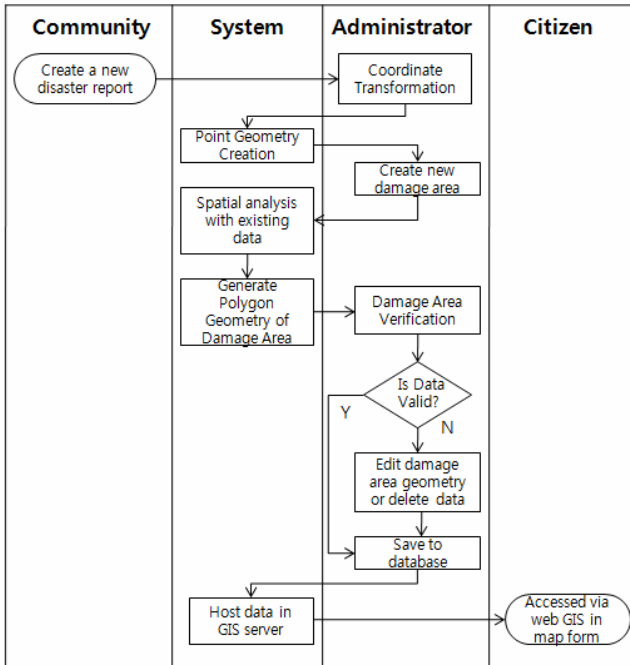 Community
System
Administrator
Citizen
Create a new
disaster report
Coordinate
Transformation
Point Geometry
Creation
Create new
damage area
Spatial analysis
with existing
data
Generate
Polygon
Geometry of
Damage Area
Damage Area
Verification
Is Data
Valid?
Y
N
Edit damage
area geometry
or delete data
Save to
database
Host data in
GIS server
Accessed via
web GIS in
map form